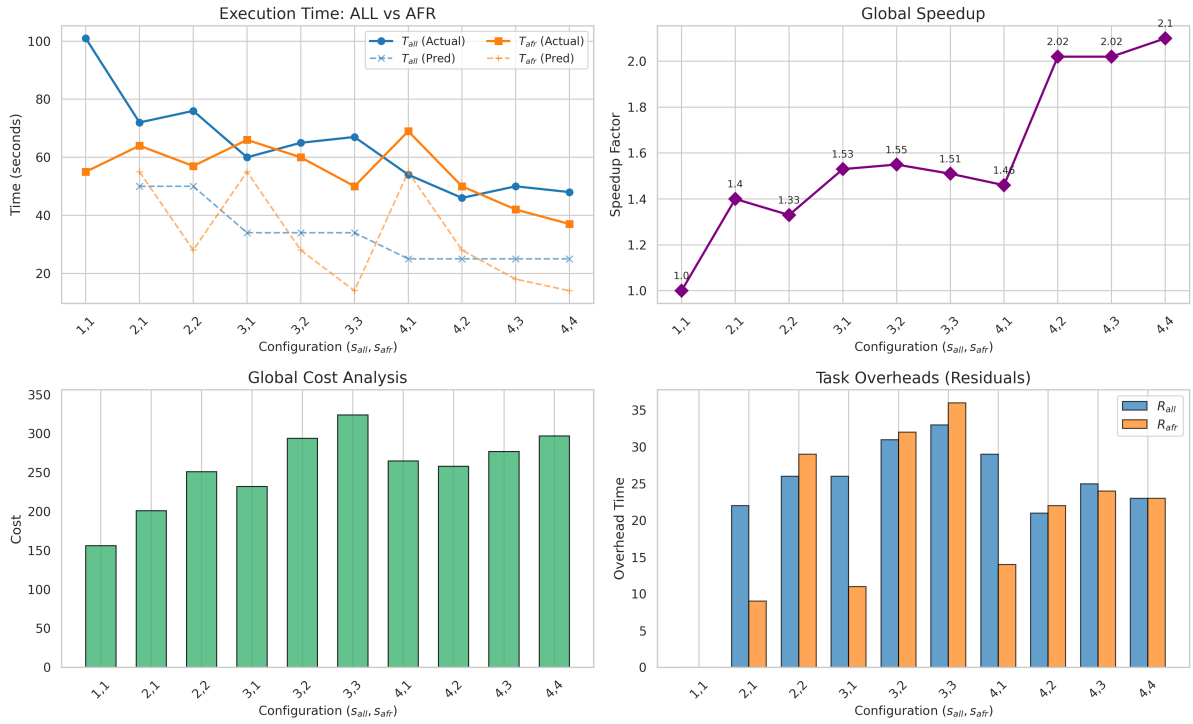 Execution Time: ALL vs AFR
Time (seconds)
100
80
60
40
20
T_all (Actual)
T_all (Pred)
T_afr (Actual)
T_afr (Pred)
1,1 2,1 2,2 3,1 3,2 3,3 4,1 4,2 4,3 4,4
Configuration (s_all, s_afr)
Global Speedup
Speedup Factor
2.0
1.8
1.6
1.4
1.2
1.0
1.0 1.4 1.33 1.53 1.55 1.51 1.46 2.02 2.02 2.1
1,1 2,1 2,2 3,1 3,2 3,3 4,1 4,2 4,3 4,4
Configuration (s_all, s_afr)
Global Cost Analysis
Cost
350
300
250
200
150
100
50
0
1,1 2,1 2,2 3,1 3,2 3,3 4,1 4,2 4,3 4,4
Configuration (s_all, s_afr)
Task Overheads (Residuals)
Overhead Time
35
30
25
20
15
10
5
0
R_all
R_afr
1,1 2,1 2,2 3,1 3,2 3,3 4,1 4,2 4,3 4,4
Configuration (s_all, s_afr)